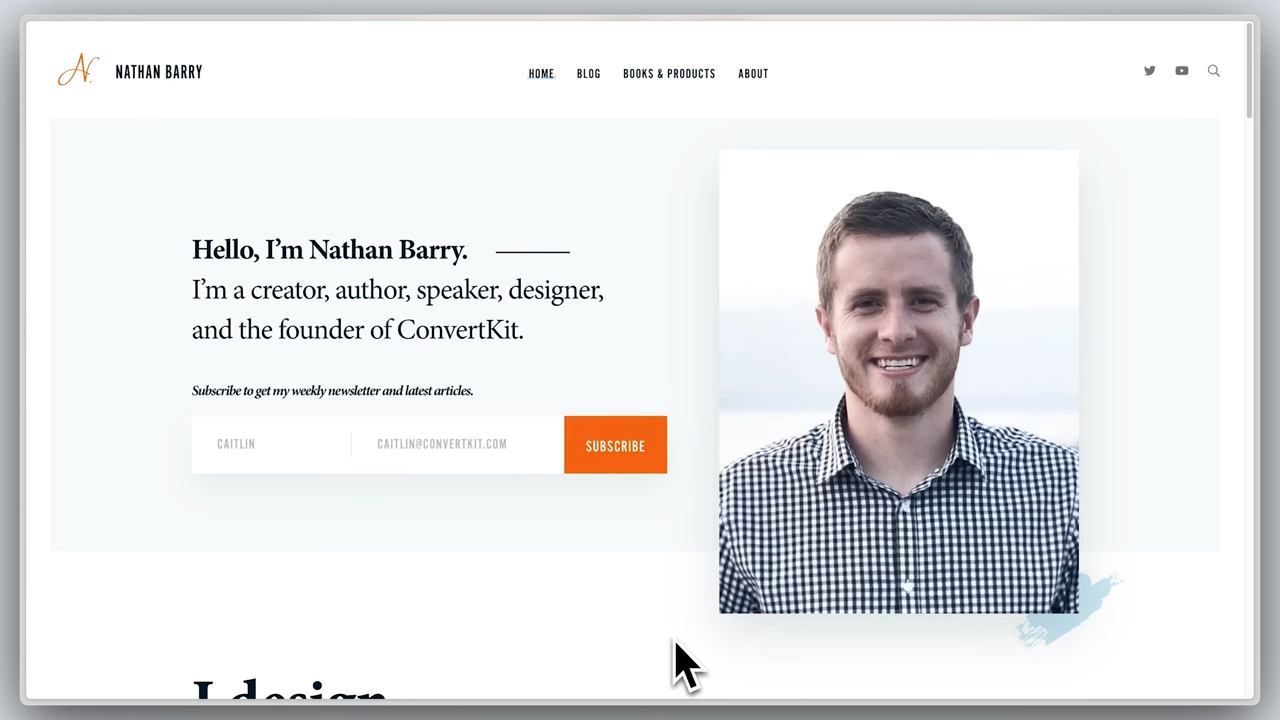 N.
NATHAN BARRY
HOME
BLOG
BOOKS & PRODUCTS
ABOUT
Hello, I'm Nathan Barry.
I'm a creator, author, speaker, designer,
and the founder of ConvertKit.
Subscribe to get my weekly newsletter and latest articles.
CAITLIN
CAITLIN@CONVERTKIT.COM
SUBSCRIBE
I design